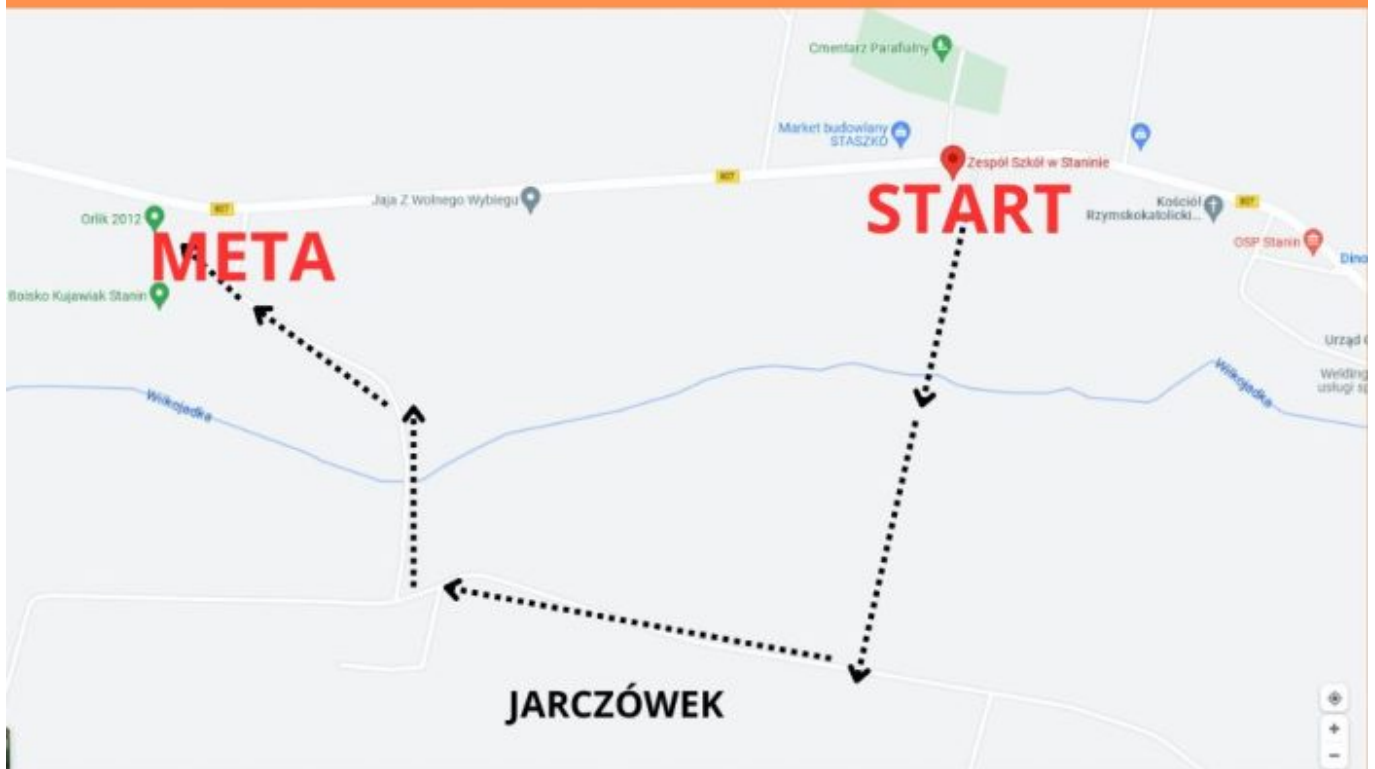 Cmentarz Parafialny
Market budowlany
STASZKO
Zespół Szkół w Staninie
START
807
Jaja Z Wolnego Wybiegu
Kościół
Rzymskokatolicki...
807
807
Orlik 2012
META
OSP Stanin
Dino
Boisko Kujawiak Stanin
Urząd G
Welding
usługi sp
Wilkojadka
Wilkojadka
JARCZÓWEK